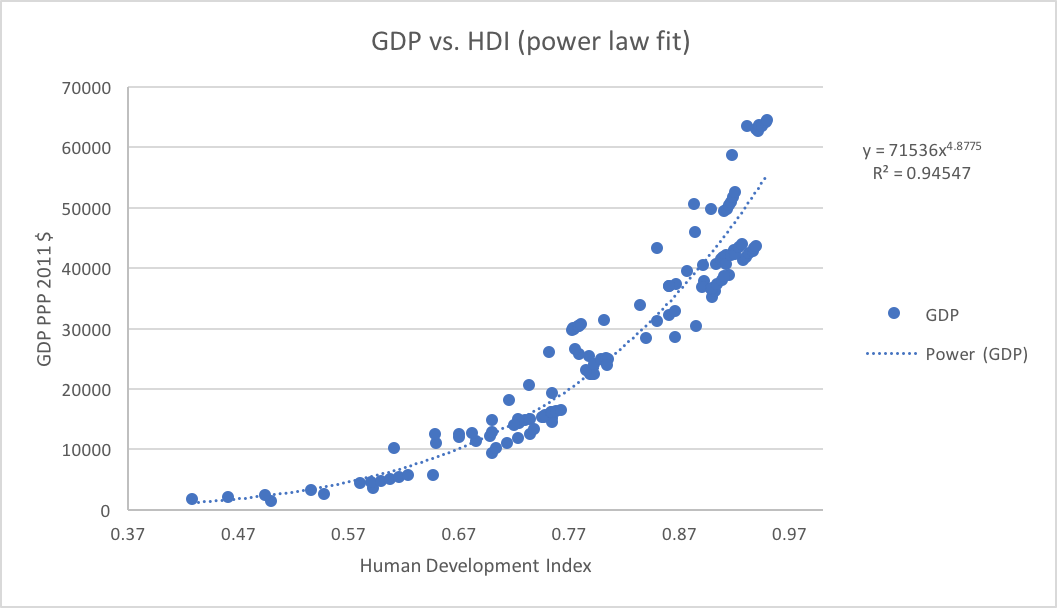 GDP vs. HDI (power law fit)
70000
60000
50000
40000
30000
20000
10000
0
GDP PPP 2011 $
0.37 0.47 0.57 0.67 0.77 0.87 0.97
Human Development Index
y = 71536x^4.8775
R² = 0.94547
GDP
Power (GDP)